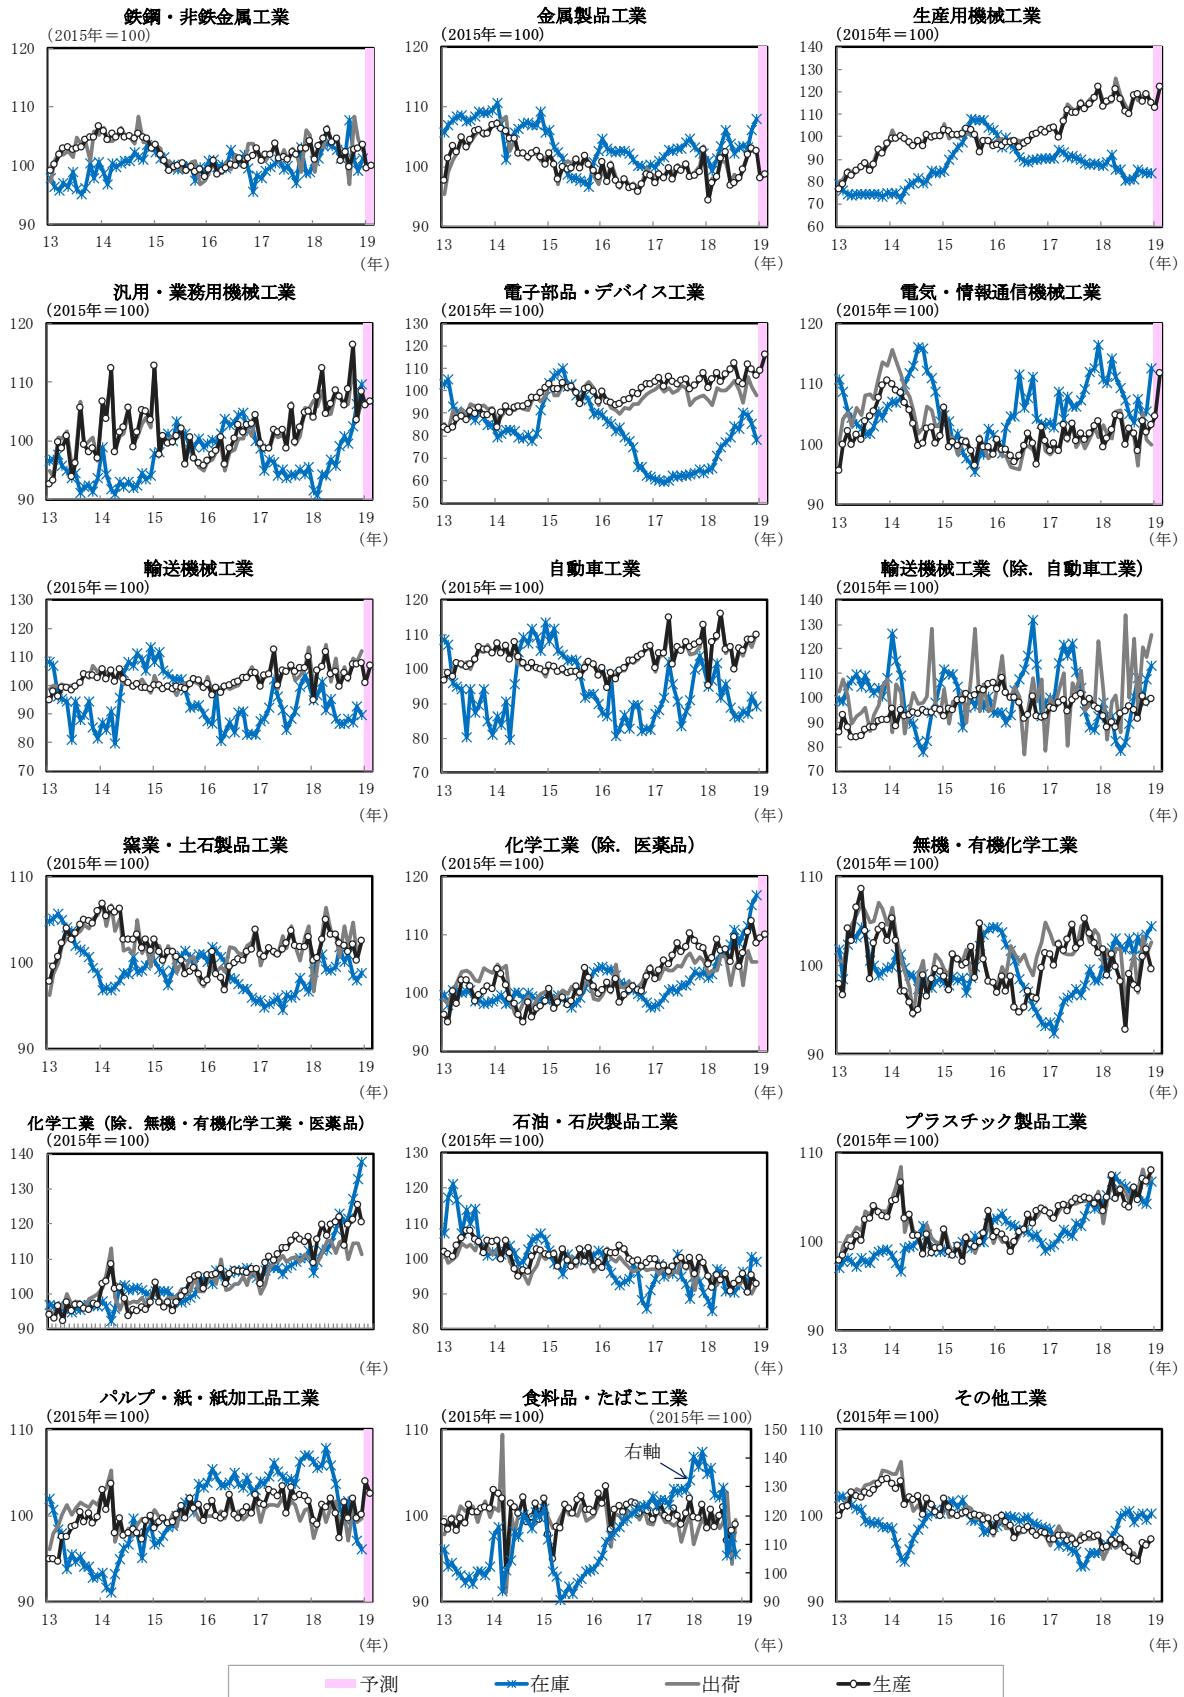 鉄鋼・非鉄金属工業
(2015年＝100)
120
110
100
90
13 14 15 16 17 18 19
(年)
金属製品工業
(2015年＝100)
120
110
100
90
13 14 15 16 17 18 19
(年)
生産用機械工業
(2015年＝100)
140
130
120
110
100
90
80
70
60
13 14 15 16 17 18 19
(年)
汎用・業務用機械工業
(2015年＝100)
120
110
100
90
13 14 15 16 17 18 19
(年)
電子部品・デバイス工業
(2015年＝100)
130
120
110
100
90
80
70
60
50
13 14 15 16 17 18 19
(年)
電気・情報通信機械工業
(2015年＝100)
120
110
100
90
13 14 15 16 17 18 19
(年)
輸送機械工業
(2015年＝100)
130
120
110
100
90
80
70
13 14 15 16 17 18 19
(年)
自動車工業
(2015年＝100)
120
110
100
90
80
70
13 14 15 16 17 18 19
(年)
輸送機械工業（除．自動車工業）
(2015年＝100)
140
130
120
110
100
90
80
70
13 14 15 16 17 18 19
(年)
窯業・土石製品工業
(2015年＝100)
110
100
90
13 14 15 16 17 18 19
(年)
化学工業（除．医薬品）
(2015年＝100)
120
110
100
90
13 14 15 16 17 18 19
(年)
無機・有機化学工業
(2015年＝100)
110
100
90
13 14 15 16 17 18 19
(年)
化学工業（除．無機・有機化学工業・医薬品）
(2015年＝100)
140
130
120
110
100
90
(年)
石油・石炭製品工業
(2015年＝100)
130
120
110
100
90
80
13 14 15 16 17 18 19
(年)
プラスチック製品工業
(2015年＝100)
110
100
90
13 14 15 16 17 18 19
(年)
パルプ・紙・紙加工品工業
(2015年＝100)
110
100
90
13 14 15 16 17 18 19
(年)
食料品・たばこ工業
(2015年＝100) (2015年＝100)
110
100
90
右軸
150
140
130
120
110
100
90
13 14 15 16 17 18 19
(年)
その他工業
(2015年＝100)
110
100
90
13 14 15 16 17 18 19
(年)
予測 在庫 出荷 生産